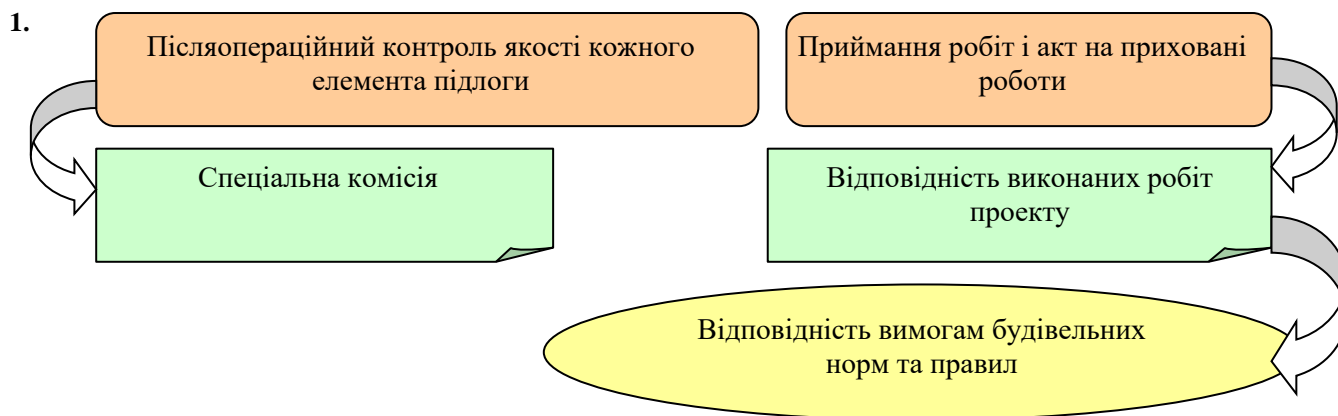 1.
Післяопераційний контроль якості кожного
елемента підлоги
Приймання робіт і акт на приховані
роботи
Спеціальна комісія
Відповідність виконаних робіт
проекту
Відповідність вимогам будівельних
норм та правил